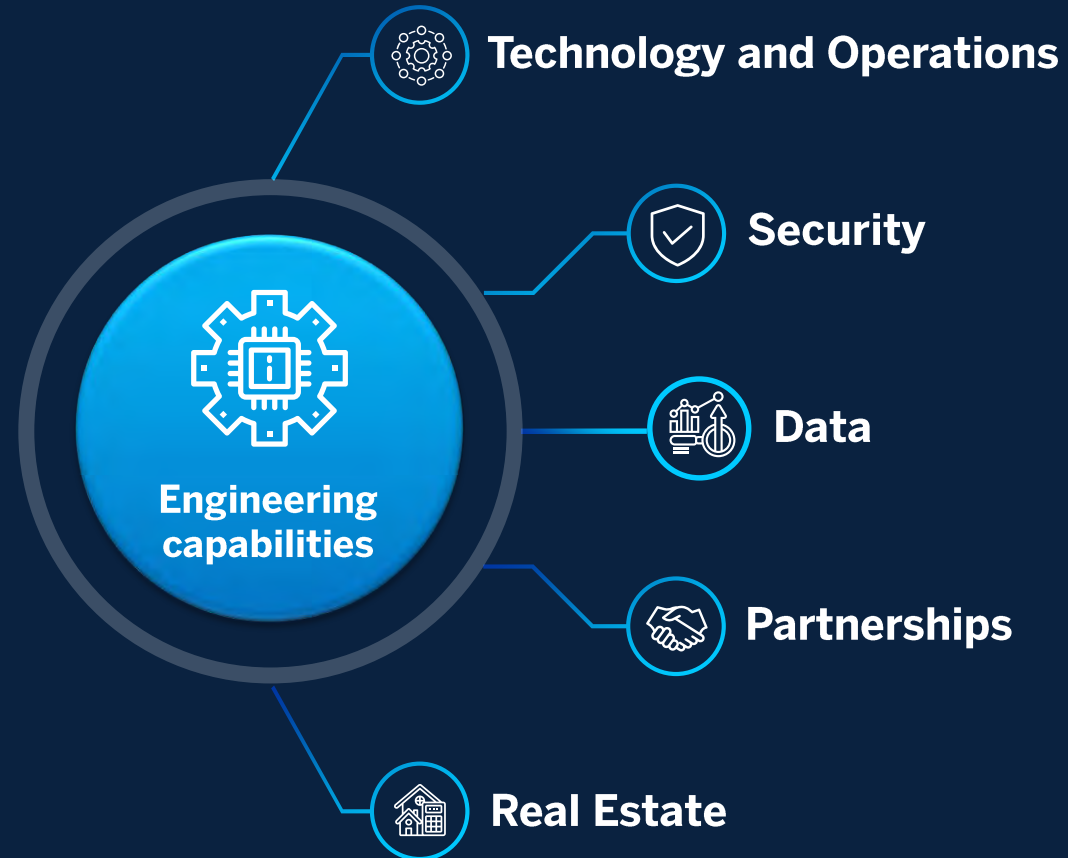 Technology and Operations
Security
Engineering
capabilities
Data
Partnerships
Real Estate